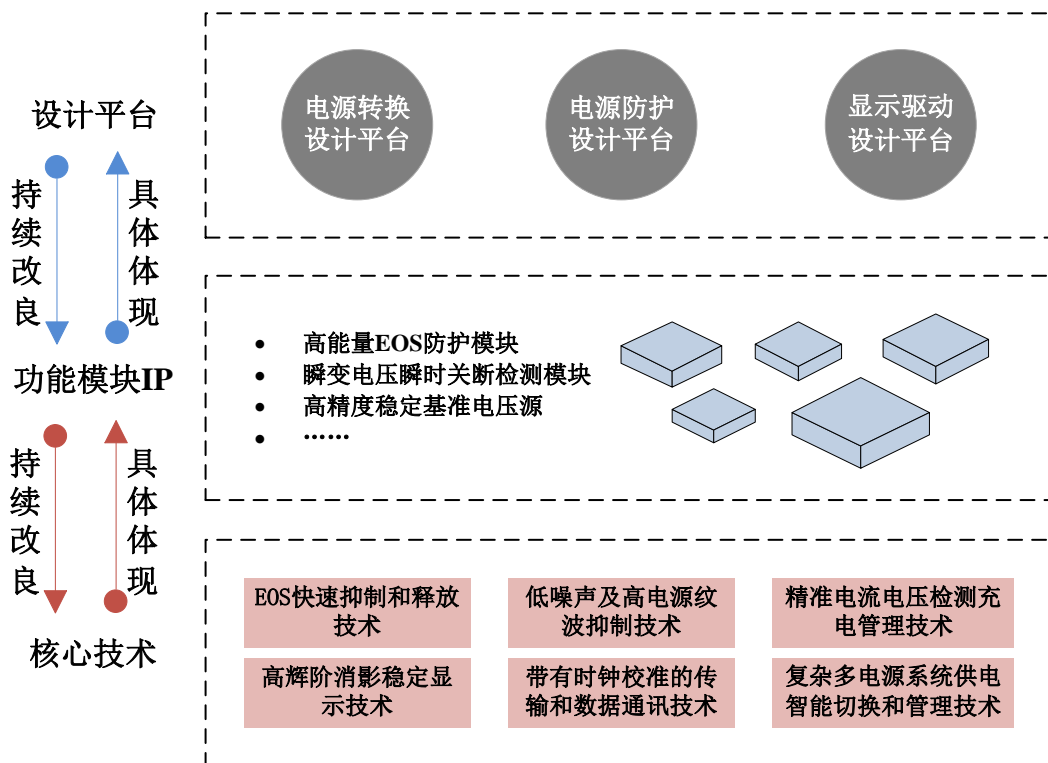 设计平台
持续改良
具体体现
电源转换
设计平台
电源防护
设计平台
显示驱动
设计平台
功能模块IP
• 高能量EOS防护模块
• 瞬变电压瞬时关断检测模块
• 高精度稳定基准电压源
• ……
持续改良
具体体现
核心技术
EOS快速抑制和释放
技术
低噪声及高电源纹
波抑制技术
精准电流电压检测充
电管理技术
高辉阶消影稳定显
示技术
带有时钟校准的传
输和数据通讯技术
复杂多电源系统供电
智能切换和管理技术